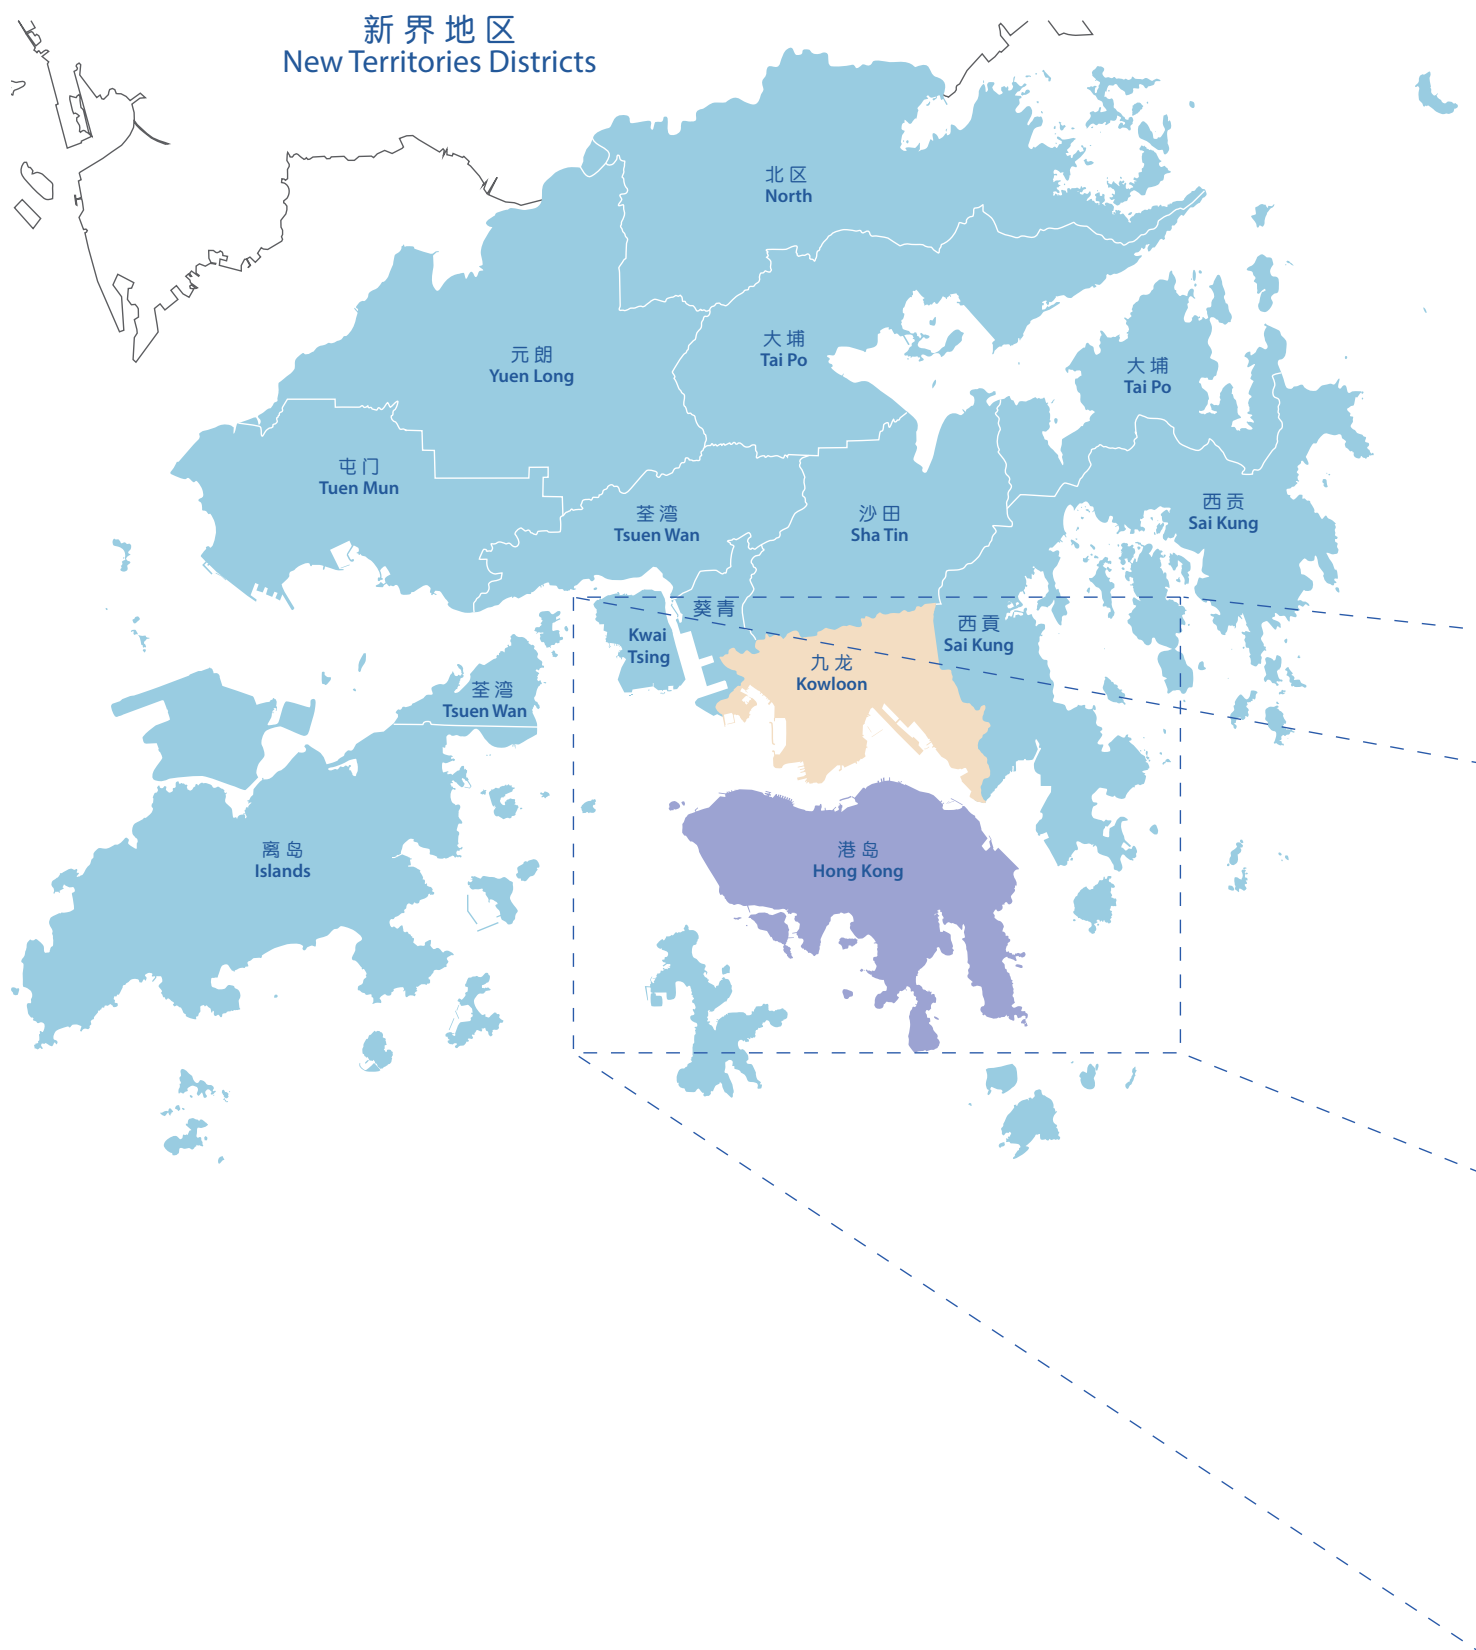 新界地区
New Territories Districts
北区
North
大埔
Tai Po
元朗
Yuen Long
大埔
Tai Po
屯门
Tuen Mun
荃湾
Tsuen Wan
沙田
Sha Tin
西贡
Sai Kung
葵青
Kwai
Tsing
西貢
Sai Kung
九龙
Kowloon
荃湾
Tsuen Wan
港岛
Hong Kong
离岛
Islands